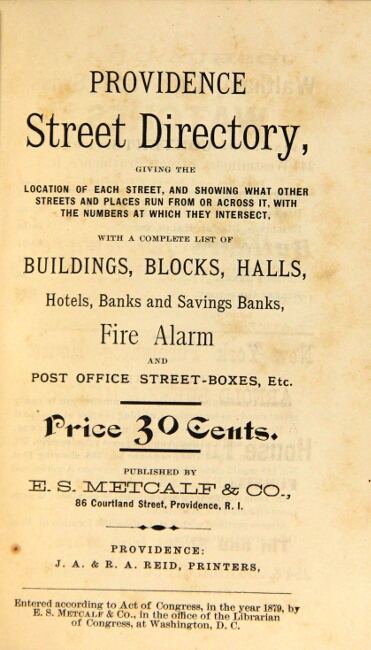 PROVIDENCE
Street Directory,
GIVING THE
LOCATION OF EACH STREET, AND SHOWING WHAT OTHER
STREETS AND PLACES RUN FROM OR ACROSS IT, WITH
THE NUMBERS AT WHICH THEY INTERSECT,
WITH A COMPLETE LIST OF
BUILDINGS, BLOCKS, HALLS,
Hotels, Banks and Savings Banks,
Fire Alarm
AND
POST OFFICE STREET-BOXES, Etc.
Price 30 Cents.
PUBLISHED BY
E. S. METCALF & CO.,
86 Courtland Street, Providence, R. I.
PROVIDENCE:
J. A. & R. A. REID, PRINTERS,
Entered according to Act of Congress, in the year 1879, by
E. S. METCALF & CO., in the office of the Librarian
of Congress, at Washington, D. C.